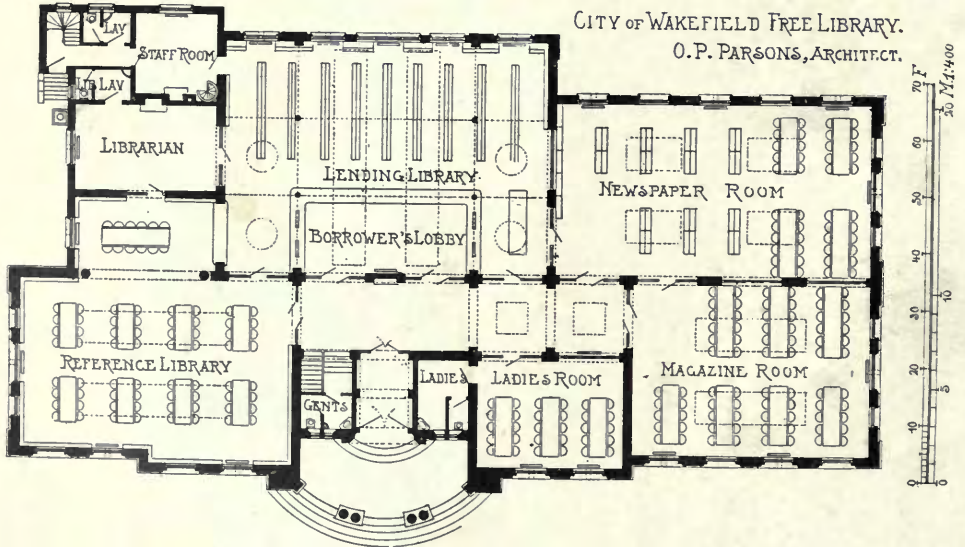 CITY OF WAKEFIELD FREE LIBRARY.
O.P. PARSONS, ARCHITECT.
LAV
STAFF ROOM
LIB LAV
LIBRARIAN
LENDING LIBRARY
NEWSPAPER ROOM
BORROWER'S LOBBY
REFERENCE LIBRARY
LADIES
LADIES ROOM
MAGAZINE ROOM
GENTS
70 F
60
50
40
30
20
10
0
20 M. 1:400
10
5
0